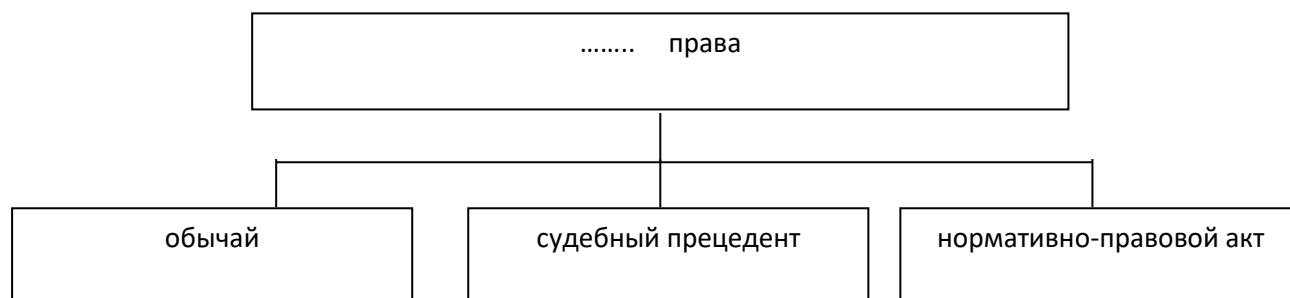 …….. права
обычай
судебный прецедент
нормативно-правовой акт